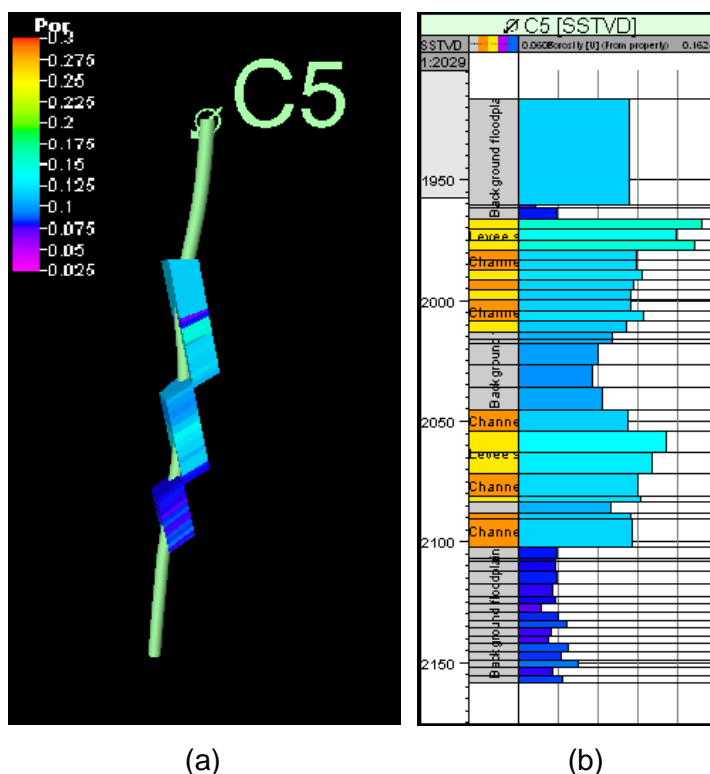 Por
0.3
0.275
0.25
0.225
0.2
0.175
0.15
0.125
0.1
0.075
0.05
0.025
C5
C5 [SSTVD]
SSTVD
0.0606 Porosity [U] (From property) 0.162
1:2029
Background floodpla
1950
Levee s
Channe
2000
Channe
Background
Channe
2050
Levee s
Channe
Channe
2100
Background floodplain
2150
(a)
(b)